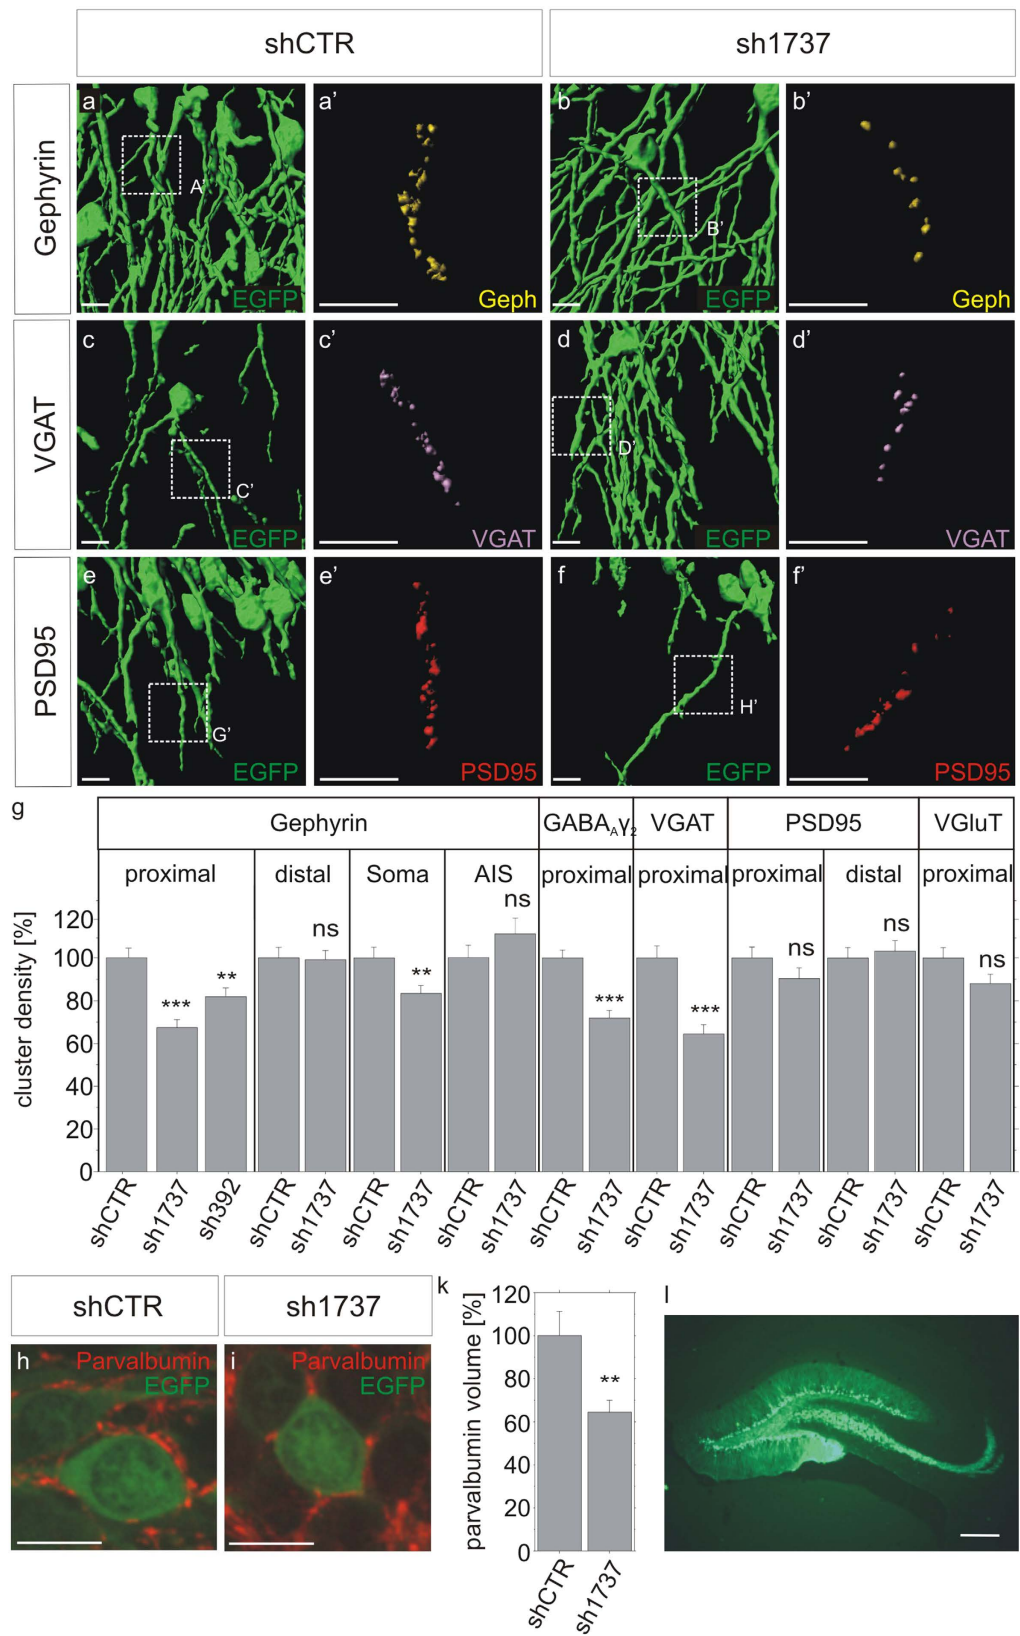 shCTR
sh1737
Gephyrin
a
A'
EGFP
a'
Geph
b
B'
EGFP
b'
Geph
VGAT
c
C'
EGFP
c'
VGAT
d
D'
EGFP
d'
VGAT
PSD95
e
G'
EGFP
e'
PSD95
f
H'
EGFP
f'
PSD95
g
Gephyrin
GABAAγ2
VGAT
PSD95
VGluT
proximal
distal
Soma
AIS
proximal
proximal
proximal
distal
proximal
cluster density [%]
120
100
80
60
40
20
0
***
**
ns
**
ns
***
***
ns
ns
ns
shCTR
sh1737
sh392
shCTR
sh1737
shCTR
sh1737
shCTR
sh1737
shCTR
sh1737
shCTR
sh1737
shCTR
sh1737
shCTR
sh1737
shCTR
sh1737
shCTR
sh1737
h
Parvalbumin
EGFP
i
Parvalbumin
EGFP
k
parvalbumin volume [%]
120
100
80
60
40
20
0
**
shCTR
sh1737
l